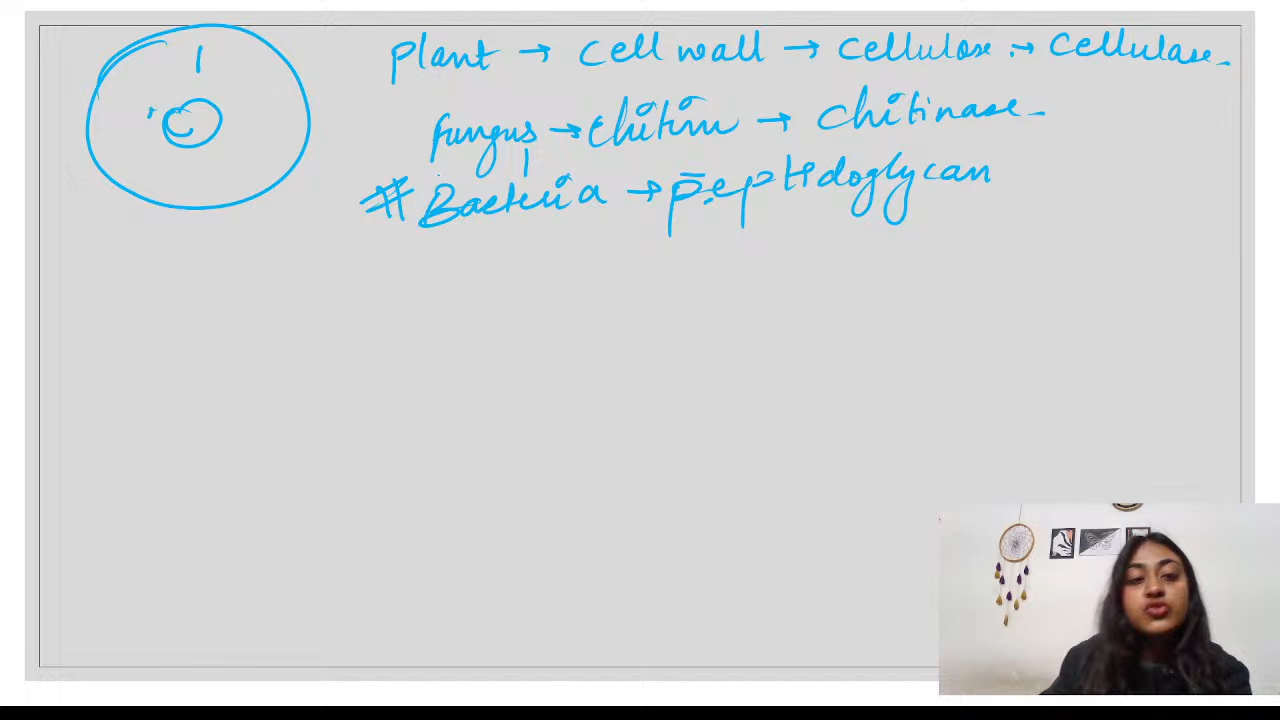 plant → cell wall → cellulose → cellulase
fungus → chitin → chitinase
# Bacteria → peptidoglycan